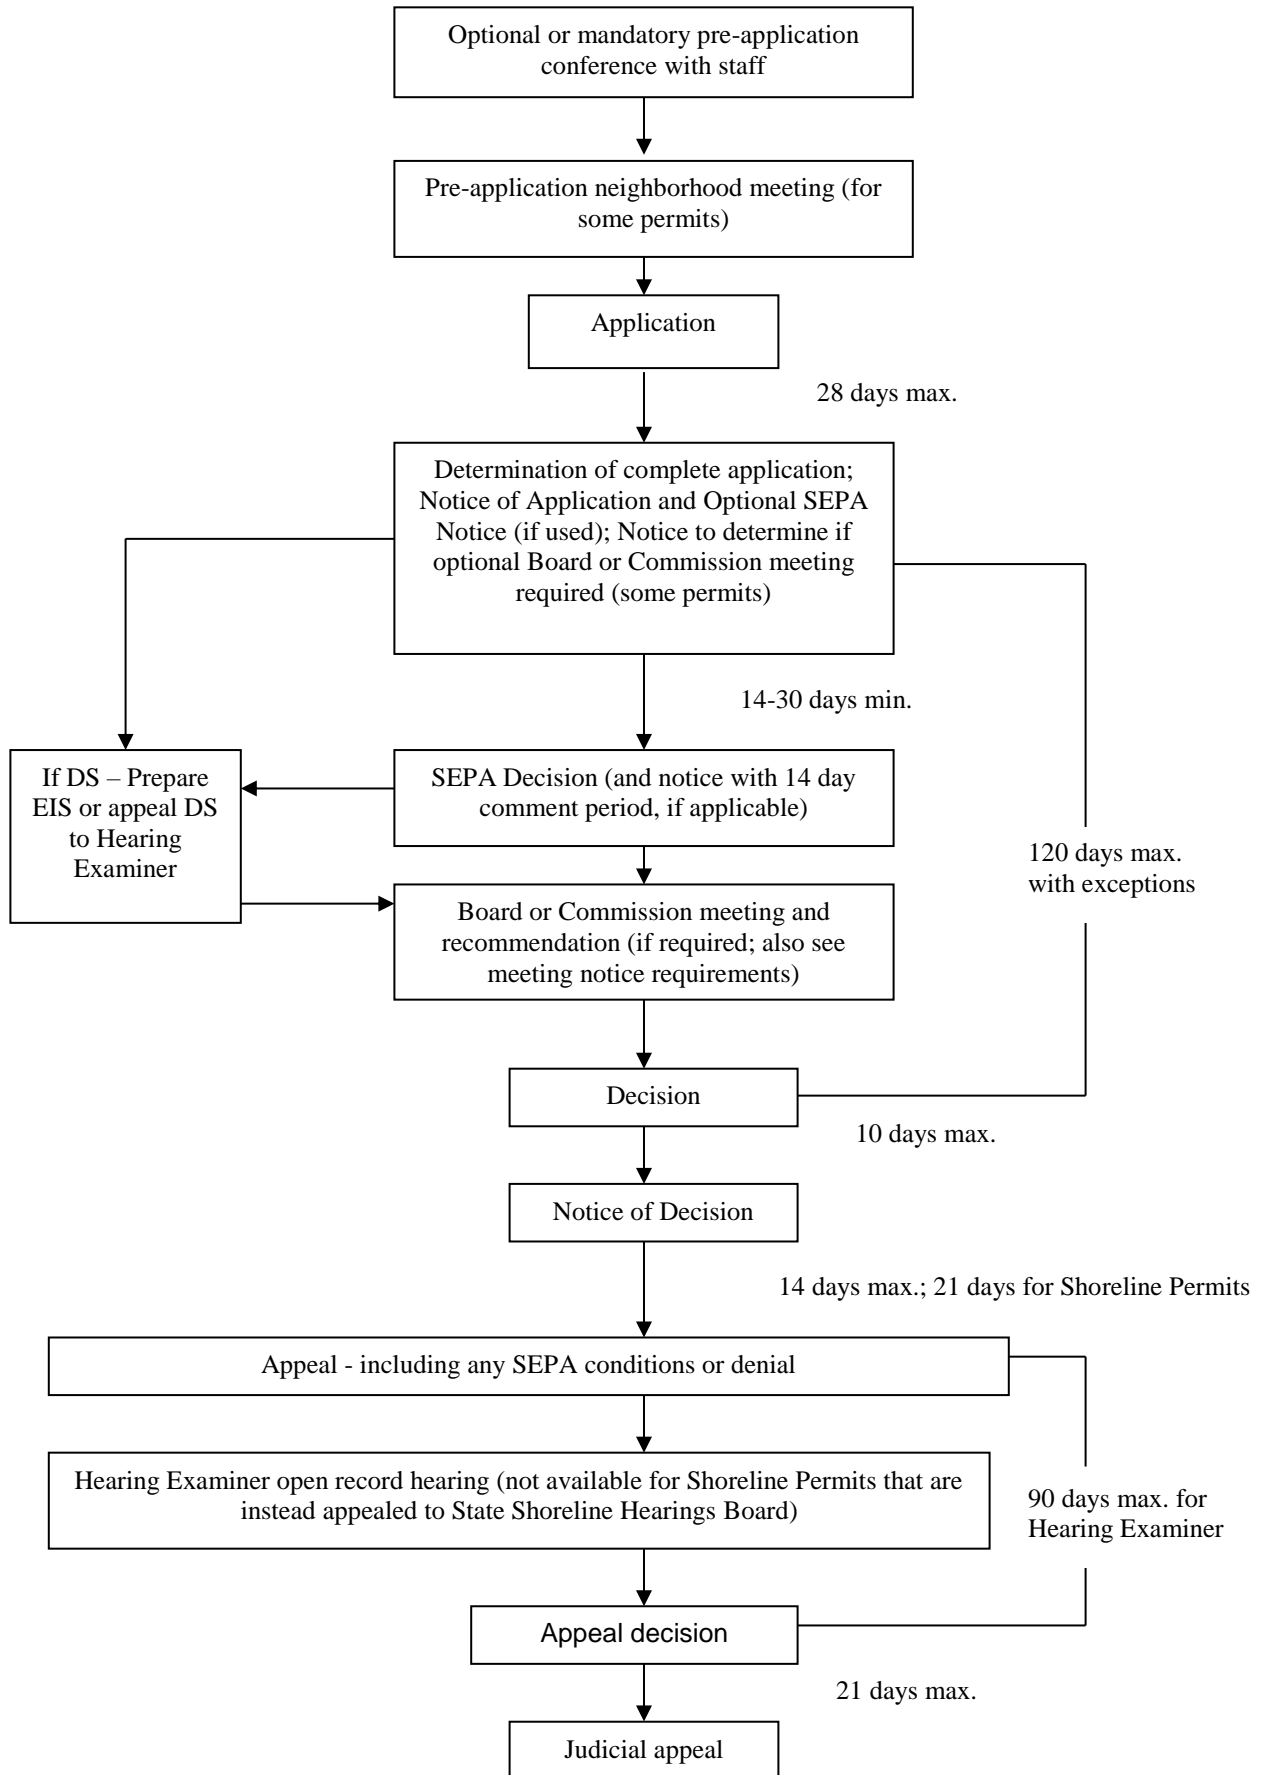 Optional or mandatory pre-application
conference with staff
Pre-application neighborhood meeting (for
some permits)
Application
28 days max.
Determination of complete application;
Notice of Application and Optional SEPA
Notice (if used); Notice to determine if
optional Board or Commission meeting
required (some permits)
14-30 days min.
If DS – Prepare
EIS or appeal DS
to Hearing
Examiner
SEPA Decision (and notice with 14 day
comment period, if applicable)
120 days max.
with exceptions
Board or Commission meeting and
recommendation (if required; also see
meeting notice requirements)
Decision
10 days max.
Notice of Decision
14 days max.; 21 days for Shoreline Permits
Appeal - including any SEPA conditions or denial
Hearing Examiner open record hearing (not available for Shoreline Permits that are
instead appealed to State Shoreline Hearings Board)
90 days max. for
Hearing Examiner
Appeal decision
21 days max.
Judicial appeal